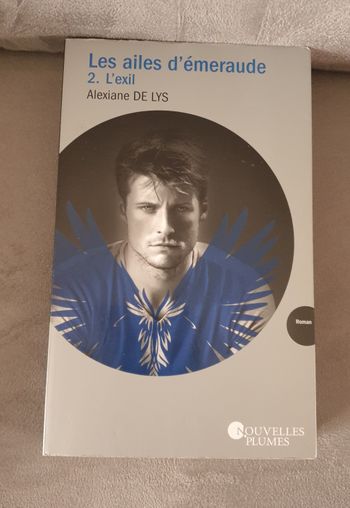 Les ailes d'émeraude
2. L'exil
Alexiane DE LYS
Roman
NOUVELLES
PLUMES